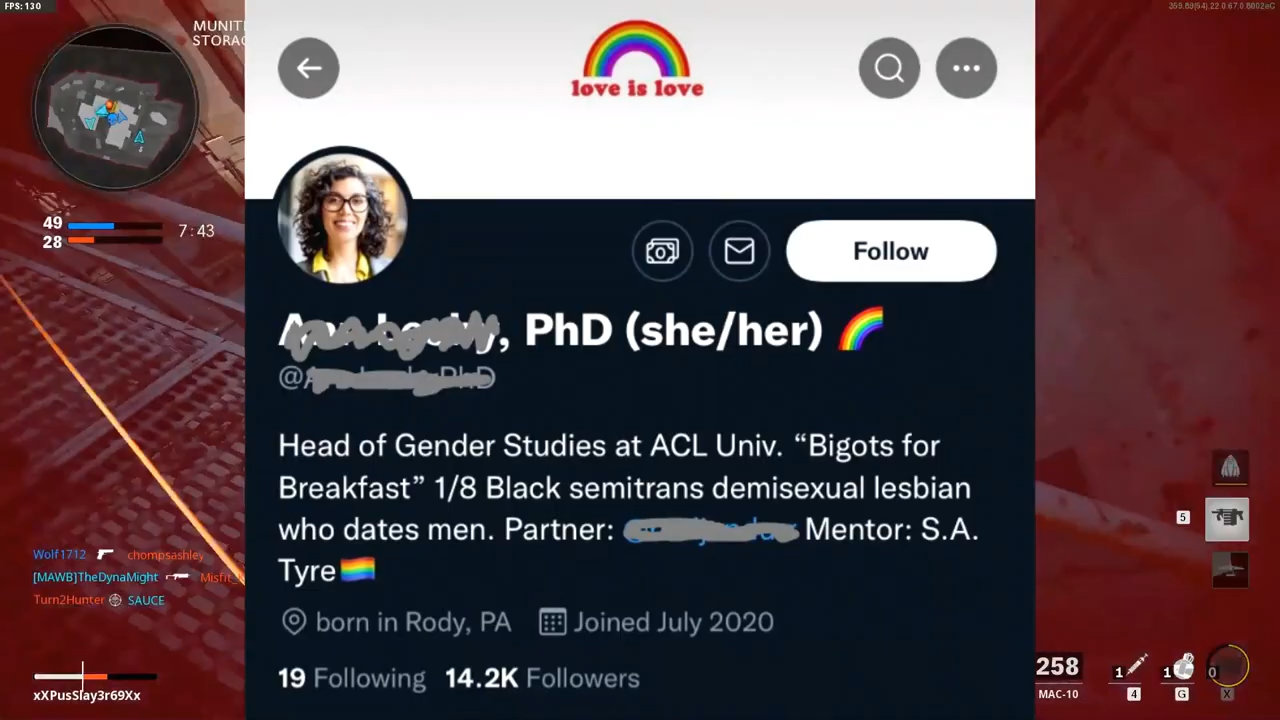 FPS: 130
MUNIT
STORA
49
28
7:43
love is love
Follow
, PhD (she/her)
Head of Gender Studies at ACL Univ. “Bigots for
Breakfast” 1/8 Black semitrans demisexual lesbian
who dates men. Partner: Mentor: S.A.
Tyre
born in Rody, PA Joined July 2020
19 Following 14.2K Followers
Wolf1712 chompsashley
[MAWB]TheDynaMight Misfit_
Turn2Hunter SAUCE
xXPusSlay3r69Xx
5
258
MAC-10
1
4
1
G
0
X